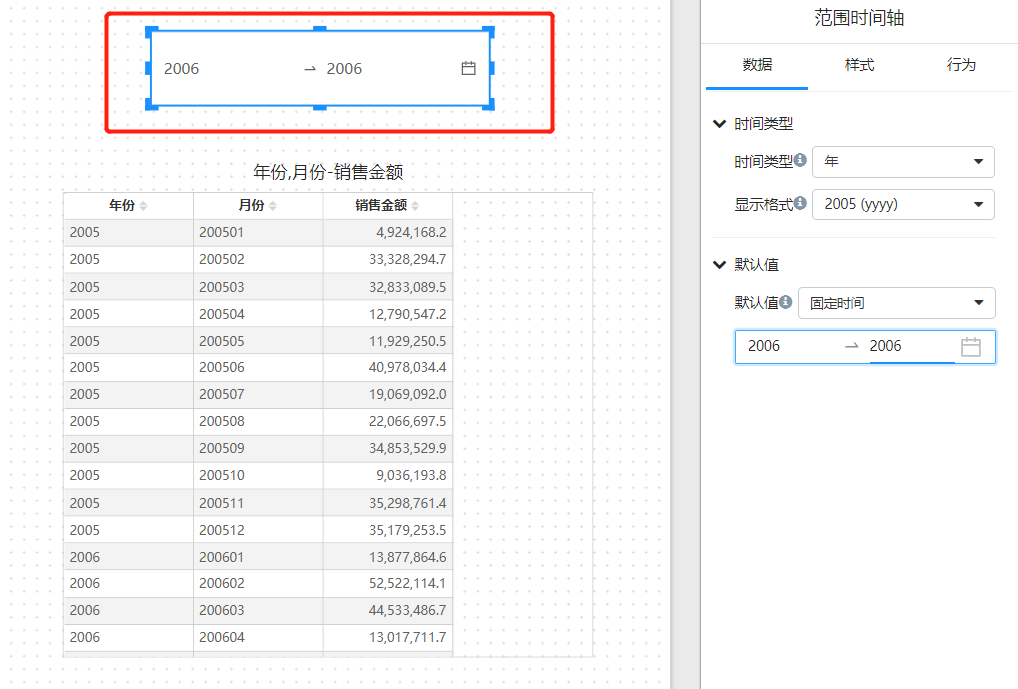 2006 → 2006
年份,月份-销售金额
年份 月份 销售金额
2005 200501 4,924,168.2
2005 200502 33,328,294.7
2005 200503 32,833,089.5
2005 200504 12,790,547.2
2005 200505 11,929,250.5
2005 200506 40,978,034.4
2005 200507 19,069,092.0
2005 200508 22,066,697.5
2005 200509 34,853,529.9
2005 200510 9,036,193.8
2005 200511 35,298,761.4
2005 200512 35,179,253.5
2006 200601 13,877,864.6
2006 200602 52,522,114.1
2006 200603 44,533,486.7
2006 200604 13,017,711.7
范围时间轴
数据 样式 行为
时间类型
时间类型 年
显示格式 2005 (yyyy)
默认值
默认值 固定时间
2006 → 2006